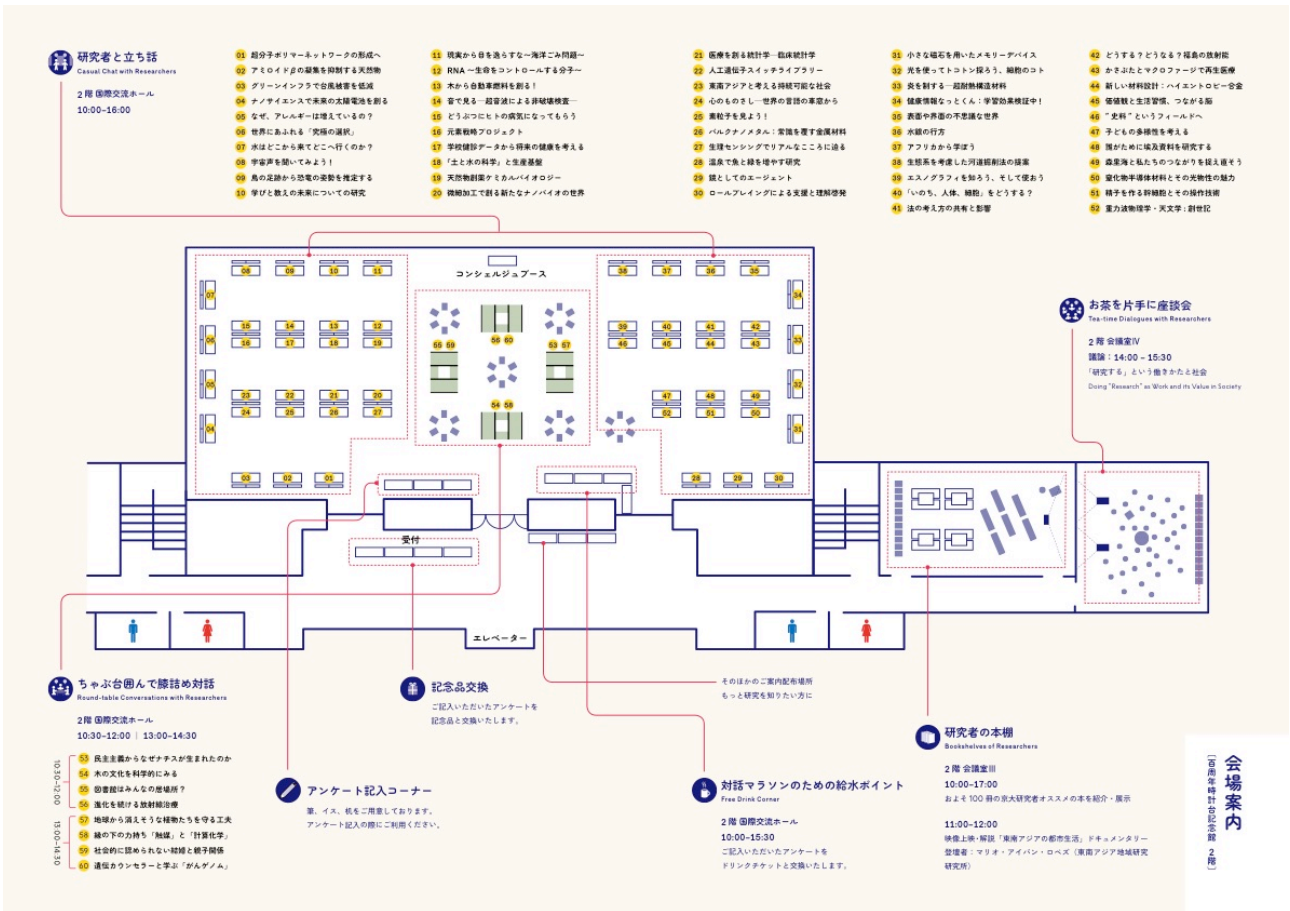 研究者と立ち話
Casual Chat with Researchers
2 階 国際交流ホール
10:00–16:00
01 超分子ポリマーネットワークの形成へ
02 アミロイドβの凝集を抑制する天然物
03 グリーンインフラで台風被害を低減
04 ナノサイエンスで未来の太陽電池を創る
05 なぜ、アレルギーは増えているの？
06 世界にあふれる「究極の選択」
07 水はどこから来てどこへ行くのか？
08 宇宙声を聞いてみよう！
09 鳥の足跡から恐竜の姿勢を推定する
10 学びと教えの未来についての研究
11 現実から目を逸らすな～海洋ごみ問題～
12 RNA ～生命をコントロールする分子～
13 木から自動車燃料を創る！
14 音で見る—超音波による非破壊検査—
15 どうぶつにヒトの病気になってもらう
16 元素戦略プロジェクト
17 学校健診データから将来の健康を考える
18 「土と水の科学」と生産基盤
19 天然物創薬ケミカルバイオロジー
20 微細加工で創る新たなナノバイオの世界
21 医療を創る統計学—臨床統計学
22 人工遺伝子スイッチライブラリー
23 東南アジアと考える持続可能な社会
24 心のものさし—世界の言語の車窓から
25 素粒子を見よう！
26 バルクナノメタル：常識を覆す金属材料
27 生理センシングでリアルなこころに迫る
28 温泉で魚と緑を増やす研究
29 鏡としてのエージェント
30 ロールプレイングによる支援と理解啓発
31 小さな磁石を用いたメモリーデバイス
32 光を使ってトコトン探ろう、細胞のコト
33 炎を制する—超耐熱構造材料
34 健康情報なっとくん：学習効果検証中！
35 表面や界面の不思議な世界
36 水銀の行方
37 アフリカから学ぼう
38 生態系を考慮した河道掘削法の提案
39 エスノグラフィを知ろう、そして使おう
40 「いのち、人体、細胞」をどうする？
41 法の考え方の共有と影響
42 どうする？どうなる？福島の放射能
43 かさぶたとマクロファージで再生医療
44 新しい材料設計：ハイエントロピー合金
45 価値観と生活習慣、つながる脳
46 “史料”というフィールドへ
47 子どもの多様性を考える
48 誰がために埃及資料を研究する
49 森里海と私たちのつながりを捉え直そう
50 窒化物半導体材料とその光物性の魅力
51 精子を作る幹細胞とその操作技術
52 重力波物理学・天文学：創世記
コンシェルジュブース
08 09 10 11
38 37 36 35
07
34
15 14 13 12
16 17 18 19
55 59
56 60
53 57
39 40 41 42
46 45 44 43
06
33
05
32
23 22 21 20
24 25 26 27
54 58
47 48 49
52 51 50
04
31
03 02 01
28 29 30
受付
エレベーター
お茶を片手に座談会
Tea-time Dialogues with Researchers
2 階 会議室Ⅳ
議論：14:00 – 15:30
「研究する」という働きかたと社会
Doing “Research” as Work and its Value in Society
ちゃぶ台囲んで膝詰め対話
Round-table Conversations with Researchers
2 階 国際交流ホール
10:30–12:00 | 13:00–14:30
10:30–12:00
53 民主主義からなぜナチスが生まれたのか
54 木の文化を科学的にみる
55 図書館はみんなの居場所？
56 進化を続ける放射線治療
13:00–14:30
57 地球から消えそうな植物たちを守る工夫
58 縁の下の力持ち「触媒」と「計算化学」
59 社会的に認められない結婚と親子関係
60 遺伝カウンセラーと学ぶ「がんゲノム」
アンケート記入コーナー
筆、イス、机をご用意しております。
アンケート記入の際にご利用ください。
記念品交換
ご記入いただいたアンケートを
記念品と交換いたします。
そのほかのご案内配布場所
もっと研究を知りたい方に
対話マラソンのための給水ポイント
Free Drink Corner
2 階 国際交流ホール
10:00–15:30
ご記入いただいたアンケートを
ドリンクチケットと交換いたします。
研究者の本棚
Bookshelves of Researchers
2 階 会議室Ⅲ
10:00–17:00
およそ 100 冊の京大研究者オススメの本を紹介・展示
11:00–12:00
映像上映・解説「東南アジアの都市生活」ドキュメンタリー
登壇者：マリオ・アイバン・ロペズ（東南アジア地域研究
研究所）
会場案内
［百周年時計台記念館 2階］